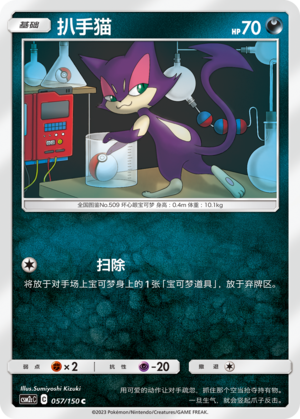 基础
扒手猫
HP 70
全国图鉴No.509 坏心眼宝可梦 身高:0.4m 体重:10.1kg
扫除
将放于对手场上宝可梦身上的1张「宝可梦道具」,放于弃牌区。
弱点 ×2 抗性 -20 撤退
Illus.Sumiyoshi Kizuki
CSM2a C 057/150 C
用可爱的动作让对手疏忽、抓住那个空当抢夺持有物。
一旦生气,就会竖起爪子反击。
©2023 Pokémon/Nintendo/Creatures/GAME FREAK.